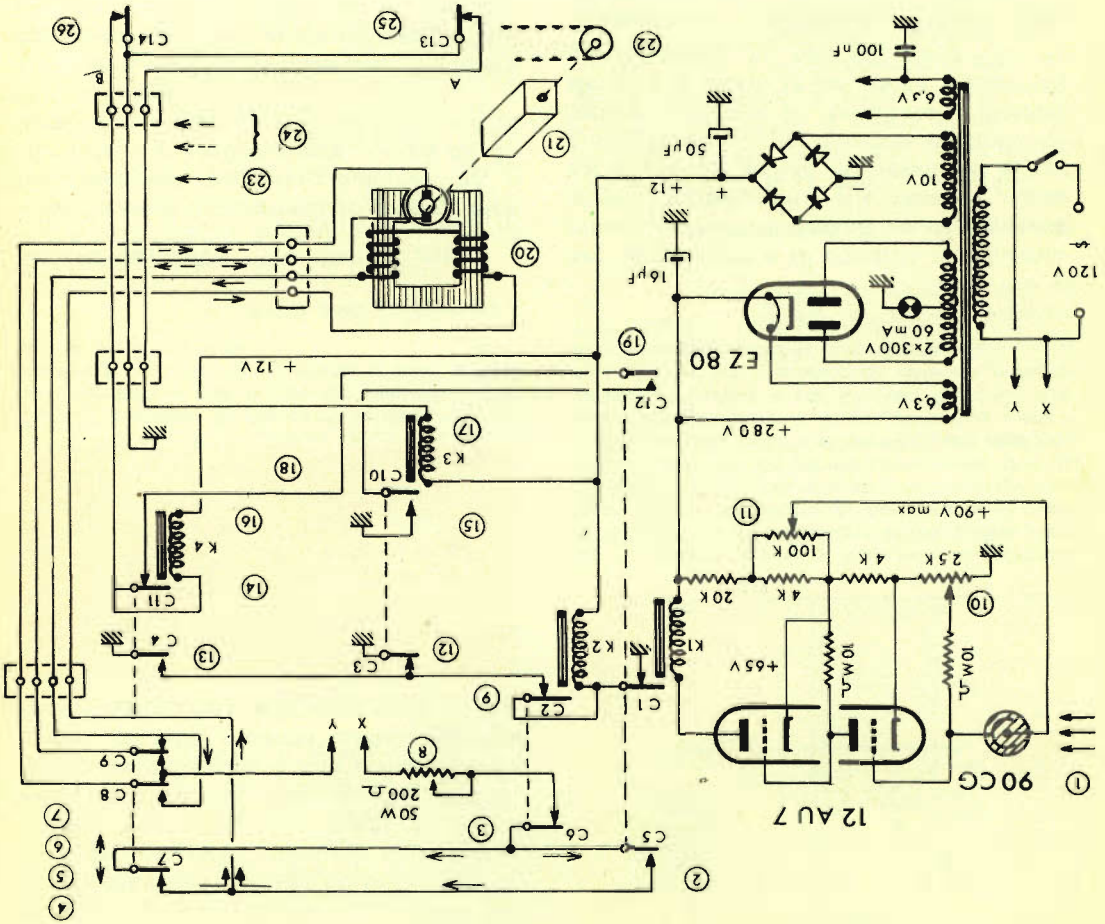 ④
②
⑤
C7
⑥
C5
C6
③
⑦
12 AU 7
50 W
200 Ω
90 CG
①
C8
⑧
C9
X
Y
10 MΩ
10 MΩ
+65 V
C1
C2
⑨
K1
K2
⑫
C3
⑬
C4
⑩
2,5 K
4 K
4 K
20 K
C11
⑭
100 K
K4
⑪
+90 V max
⑮
⑯
C10
⑱
K3
⑰
+280 V
X
Y
6,3 V
C12
+12 V
EZ 80
⑲
2×300 V
60 mA
120 V
16 µF
⑳
+12
㉓
10 V
−
+
㉔
50 µF
㉑
6,3 V
A
B
100 nF
㉒
C13
㉕
C14
㉖